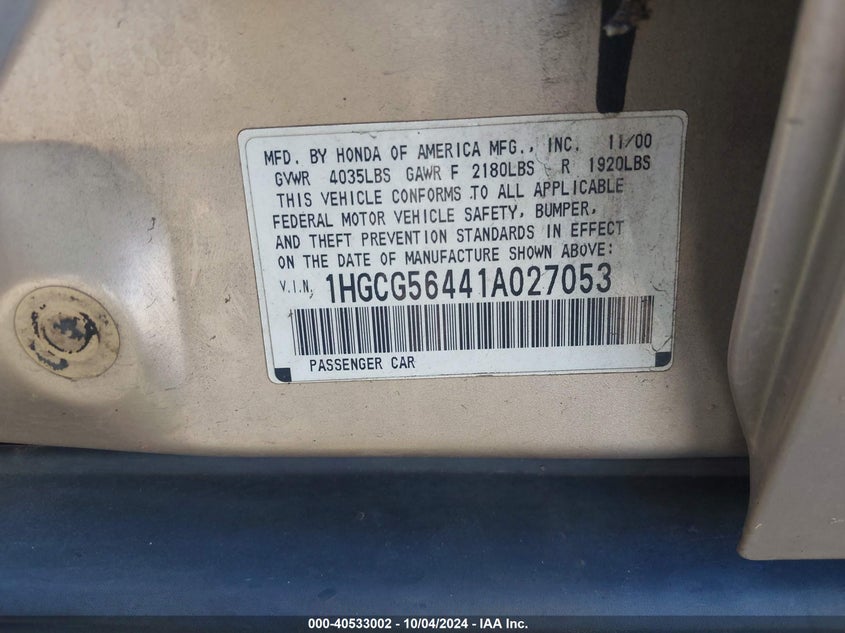 MFD. BY HONDA OF AMERICA MFG., INC. 11/00
GVWR 4035LBS GAWR F 2180LBS R 1920LBS
THIS VEHICLE CONFORMS TO ALL APPLICABLE
FEDERAL MOTOR VEHICLE SAFETY, BUMPER,
AND THEFT PREVENTION STANDARDS IN EFFECT
ON THE DATE OF MANUFACTURE SHOWN ABOVE:
V.I.N. 1HGCG56441A027053
PASSENGER CAR
000-40533002 - 10/04/2024 - IAA Inc.